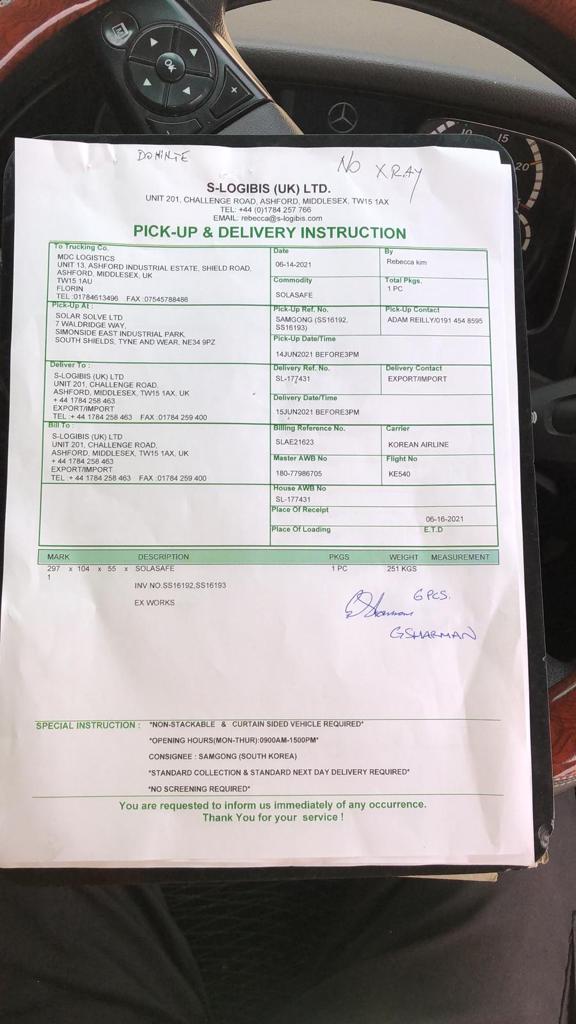 OK
+
10
15
20
DOMINTE
NO XRAY
S-LOGIBIS (UK) LTD.
UNIT 201, CHALLENGE ROAD, ASHFORD, MIDDLESEX, TW15 1AX
TEL: +44 (0)1784 257 766
EMAIL: rebecca@s-logibis.com
PICK-UP & DELIVERY INSTRUCTION
To Trucking Co.
MDC LOGISTICS
UNIT 13, ASHFORD INDUSTRIAL ESTATE, SHIELD ROAD,
ASHFORD, MIDDLESEX, UK
TW15 1AU
FLORIN
TEL :01784613496 FAX :07545788486
Date
06-14-2021
By
Rebecca kim
Commodity
SOLASAFE
Total Pkgs.
1 PC
Pick-Up At :
SOLAR SOLVE LTD
7 WALDRIDGE WAY,
SIMONSIDE EAST INDUSTRIAL PARK,
SOUTH SHIELDS, TYNE AND WEAR, NE34 9PZ
Pick-Up Ref. No.
SAMGONG (SS16192,
SS16193)
Pick-Up Contact
ADAM REILLY/0191 454 8595
Pick-Up Date/Time
14JUN2021 BEFORE3PM
Deliver To :
S-LOGIBIS (UK) LTD
UNIT 201, CHALLENGE ROAD,
ASHFORD, MIDDLESEX, TW15 1AX, UK
+ 44 1784 258 463
EXPORT/IMPORT
TEL :+ 44 1784 258 463 FAX :01784 259 400
Delivery Ref. No.
SL-177431
Delivery Contact
EXPORT/IMPORT
Delivery Date/Time
15JUN2021 BEFORE3PM
Bill To :
S-LOGIBIS (UK) LTD
UNIT 201, CHALLENGE ROAD,
ASHFORD, MIDDLESEX, TW15 1AX, UK
+ 44 1784 258 463
EXPORT/IMPORT
TEL :+ 44 1784 258 463 FAX :01784 259 400
Billing Reference No.
SLAE21623
Carrier
KOREAN AIRLINE
Master AWB No
180-77986705
Flight No
KE540
House AWB No
SL-177431
Place Of Receipt
06-16-2021
Place Of Loading
E.T.D
MARK DESCRIPTION PKGS WEIGHT MEASUREMENT
297 x 104 x 55 x SOLASAFE 1 PC 251 KGS
1
INV NO.SS16192,SS16193
EX WORKS
6 PCS.
GSHARMAN
SPECIAL INSTRUCTION : *NON-STACKABLE & CURTAIN SIDED VEHICLE REQUIRED*
*OPENING HOURS(MON-THUR):0900AM-1500PM*
CONSIGNEE : SAMGONG (SOUTH KOREA)
*STANDARD COLLECTION & STANDARD NEXT DAY DELIVERY REQUIRED*
*NO SCREENING REQUIRED*
You are requested to inform us immediately of any occurrence.
Thank You for your service !